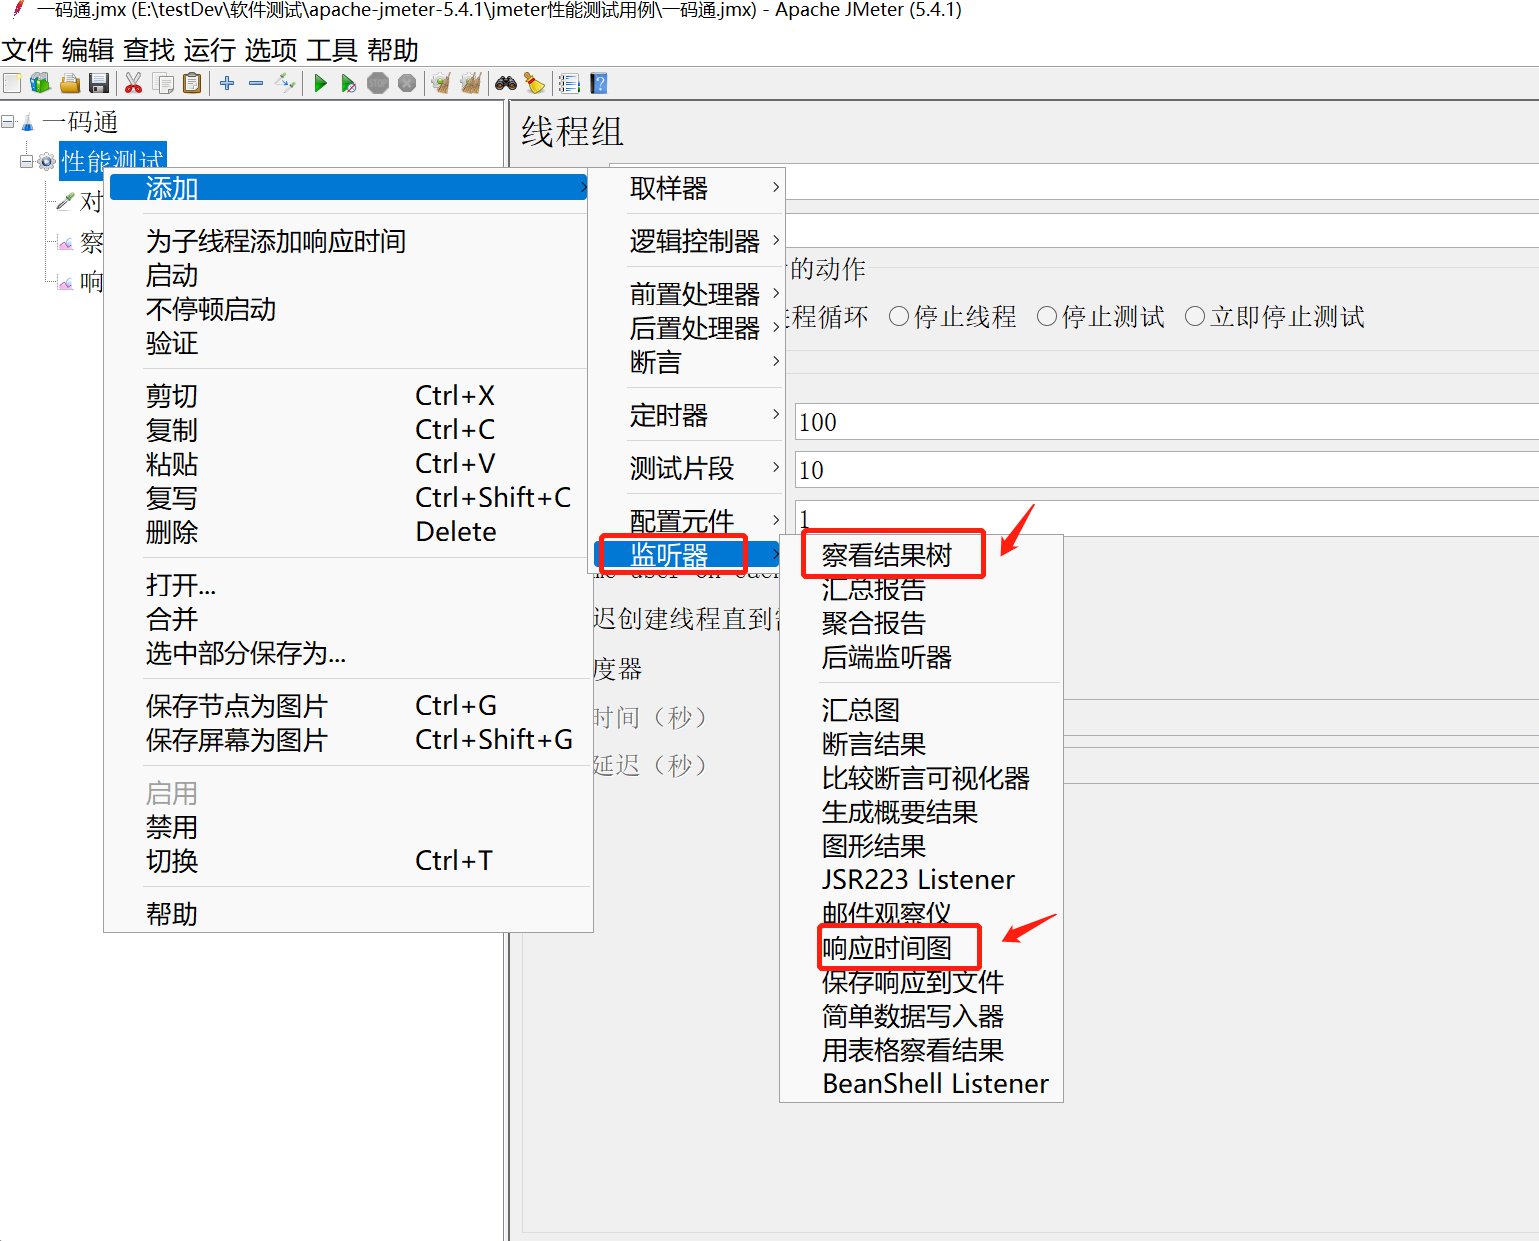 一码通.jmx (E:\testDev\软件测试\apache-jmeter-5.4.1\jmeter性能测试用例\一码通.jmx) - Apache JMeter (5.4.1)
文件 编辑 查找 运行 选项 工具 帮助
一码通
性能测试
对
察
响
线程组
添加
为子线程添加响应时间
启动
不停顿启动
验证
剪切 Ctrl+X
复制 Ctrl+C
粘贴 Ctrl+V
复写 Ctrl+Shift+C
删除 Delete
打开...
合并
选中部分保存为...
保存节点为图片 Ctrl+G
保存屏幕为图片 Ctrl+Shift+G
启用
禁用
切换 Ctrl+T
帮助
取样器
逻辑控制器
前置处理器
后置处理器
断言
定时器
测试片段
配置元件
监听器
的动作
程循环 停止线程 停止测试 立即停止测试
100
10
1
user on eac
迟创建线程直到
度器
时间（秒）
延迟（秒）
察看结果树
汇总报告
聚合报告
后端监听器
汇总图
断言结果
比较断言可视化器
生成概要结果
图形结果
JSR223 Listener
邮件观察仪
响应时间图
保存响应到文件
简单数据写入器
用表格察看结果
BeanShell Listener